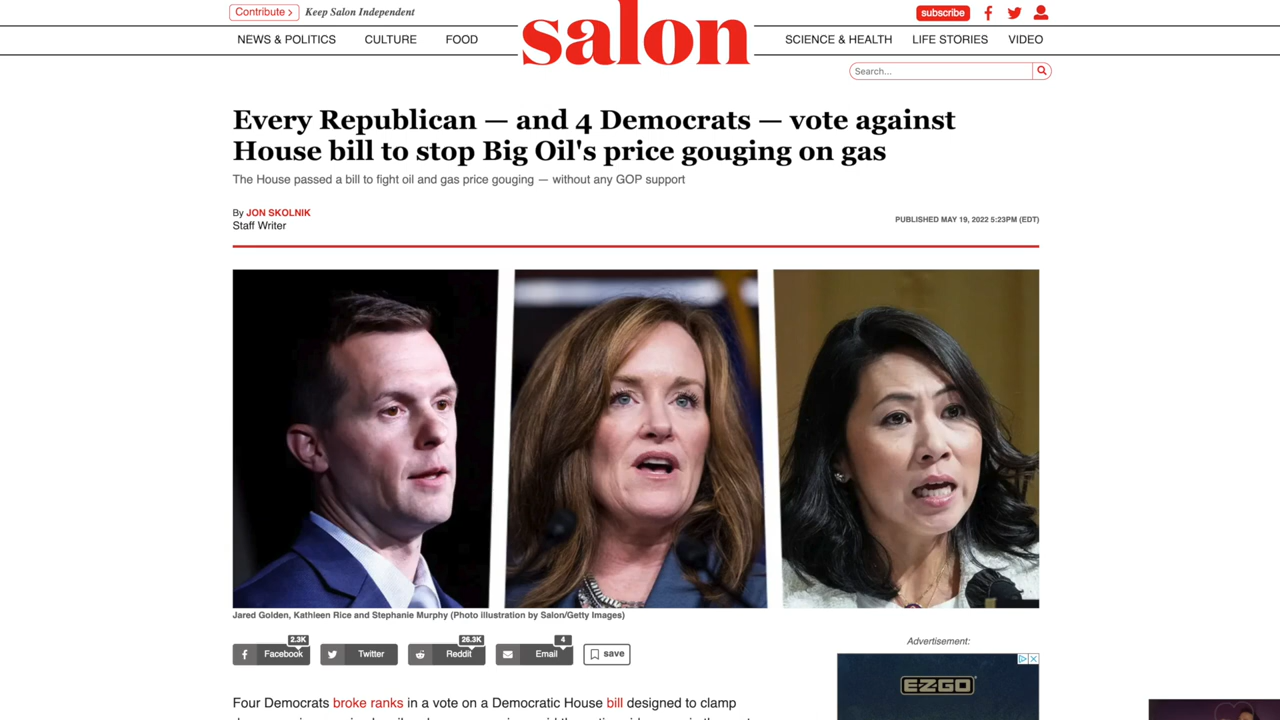 Contribute >
Keep Salon Independent
subscribe
NEWS & POLITICS
CULTURE
FOOD
salon
SCIENCE & HEALTH
LIFE STORIES
VIDEO
Search...
Every Republican — and 4 Democrats — vote against
House bill to stop Big Oil's price gouging on gas
The House passed a bill to fight oil and gas price gouging — without any GOP support
By JON SKOLNIK
Staff Writer
PUBLISHED MAY 19, 2022 5:23PM (EDT)
Jared Golden, Kathleen Rice and Stephanie Murphy (Photo illustration by Salon/Getty Images)
2.3K
Facebook
Twitter
26.3K
Reddit
4
Email
save
Advertisement:
EZGO
Four Democrats broke ranks in a vote on a Democratic House bill designed to clamp